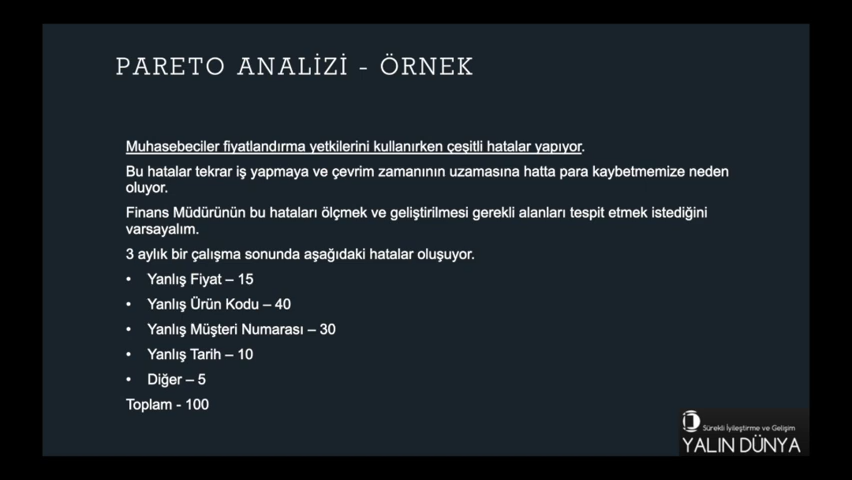 PARETO ANALİZİ - ÖRNEK
Muhasebeciler fiyatlandırma yetkilerini kullanırken çeşitli hatalar yapıyor.
Bu hatalar tekrar iş yapmaya ve çevrim zamanının uzamasına hatta para kaybetmemize neden
oluyor.
Finans Müdürünün bu hataları ölçmek ve geliştirilmesi gerekli alanları tespit etmek istediğini
varsayalım.
3 aylık bir çalışma sonunda aşağıdaki hatalar oluşuyor.
• Yanlış Fiyat – 15
• Yanlış Ürün Kodu – 40
• Yanlış Müşteri Numarası – 30
• Yanlış Tarih – 10
• Diğer – 5
Toplam - 100
Sürekli İyileştirme ve Gelişim
YALIN DÜNYA